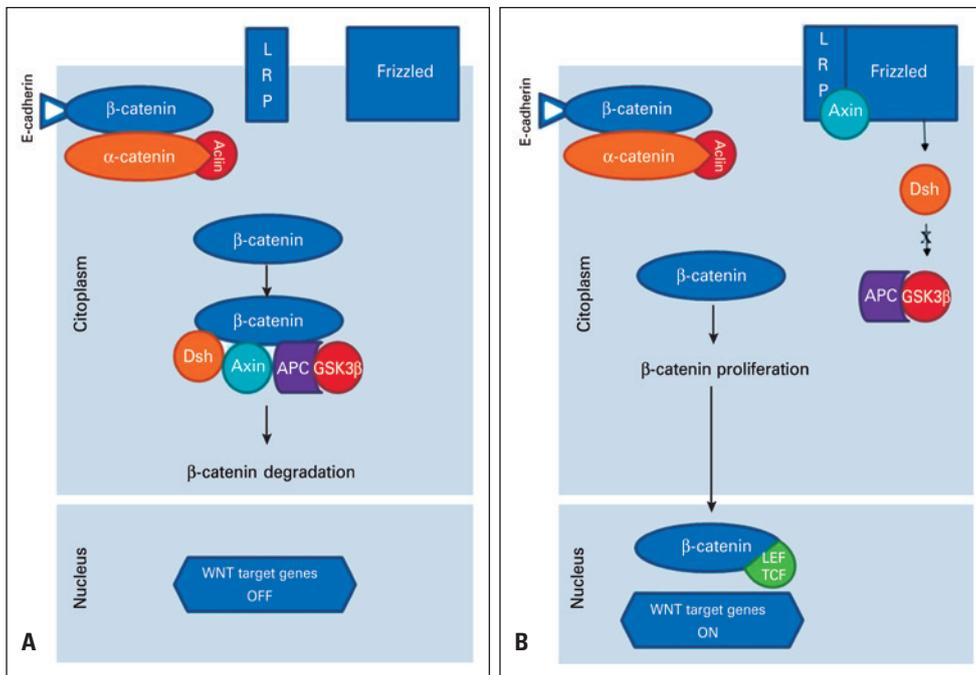 L
R
P
Frizzled
E-cadherin
β-catenin
α-catenin
Aclin
β-catenin
Citoplasm
β-catenin
Dsh
Axin
APC
GSK3β
β-catenin degradation
Nucleus
WNT target genes
OFF
A
L
R
P
Frizzled
Axin
E-cadherin
β-catenin
α-catenin
Aclin
Dsh
X
Citoplasm
β-catenin
APC
GSK3β
β-catenin proliferation
Nucleus
β-catenin
LEF
TCF
WNT target genes
ON
B